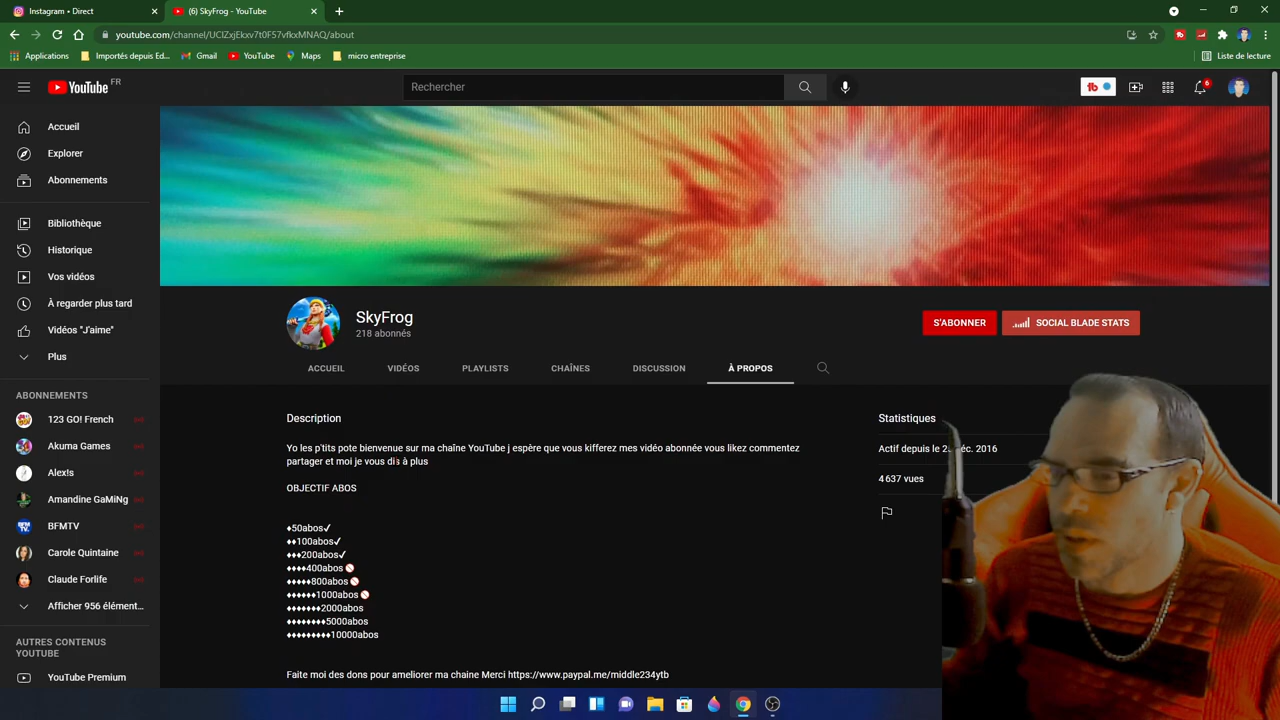 Instagram • Direct
(6) SkyFrog - YouTube
youtube.com/channel/UClZxjEkxv7t0F57vfkxMNAQ/about
Applications
Importés depuis Ed...
Gmail
YouTube
Maps
micro entreprise
Liste de lecture
YouTube FR
Rechercher
tb
6
Accueil
Explorer
Abonnements
Bibliothèque
Historique
Vos vidéos
À regarder plus tard
Vidéos "J'aime"
Plus
ABONNEMENTS
123 GO! French
Akuma Games
Alex!s
Amandine GaMiNg
BFMTV
Carole Quintaine
Claude Forlife
Afficher 956 élément...
AUTRES CONTENUS
YOUTUBE
YouTube Premium
SkyFrog
218 abonnés
S'ABONNER
SOCIAL BLADE STATS
ACCUEIL
VIDÉOS
PLAYLISTS
CHAÎNES
DISCUSSION
À PROPOS
Description
Yo les p'tits pote bienvenue sur ma chaîne YouTube j espère que vous kifferez mes vidéo abonnée vous likez commentez
partager et moi je vous dis à plus
OBJECTIF ABOS
♦50abos✓
♦♦100abos✓
♦♦♦200abos✓
♦♦♦♦400abos🚫
♦♦♦♦♦800abos🚫
♦♦♦♦♦♦1000abos🚫
♦♦♦♦♦♦♦2000abos
♦♦♦♦♦♦♦♦5000abos
♦♦♦♦♦♦♦♦♦10000abos
Faite moi des dons pour ameliorer ma chaine Merci https://www.paypal.me/middle234ytb
Statistiques
Actif depuis le déc. 2016
4 637 vues